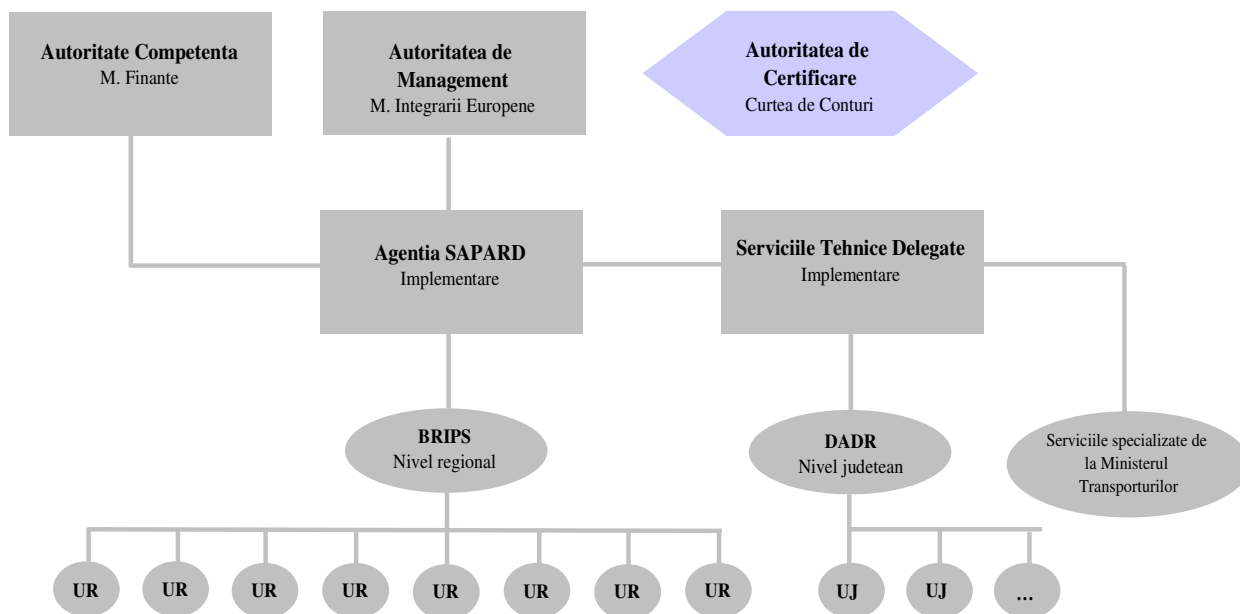 Autoritate Competenta
M. Finante
Autoritatea de
Management
M. Integrarii Europene
Autoritatea de
Certificare
Curtea de Conturi
Agentia SAPARD
Implementare
Serviciile Tehnice Delegate
Implementare
BRIPS
Nivel regional
DADR
Nivel judetean
Serviciile specializate de
la Ministerul
Transporturilor
UR
UR
UR
UR
UR
UR
UR
UR
UJ
UJ
...